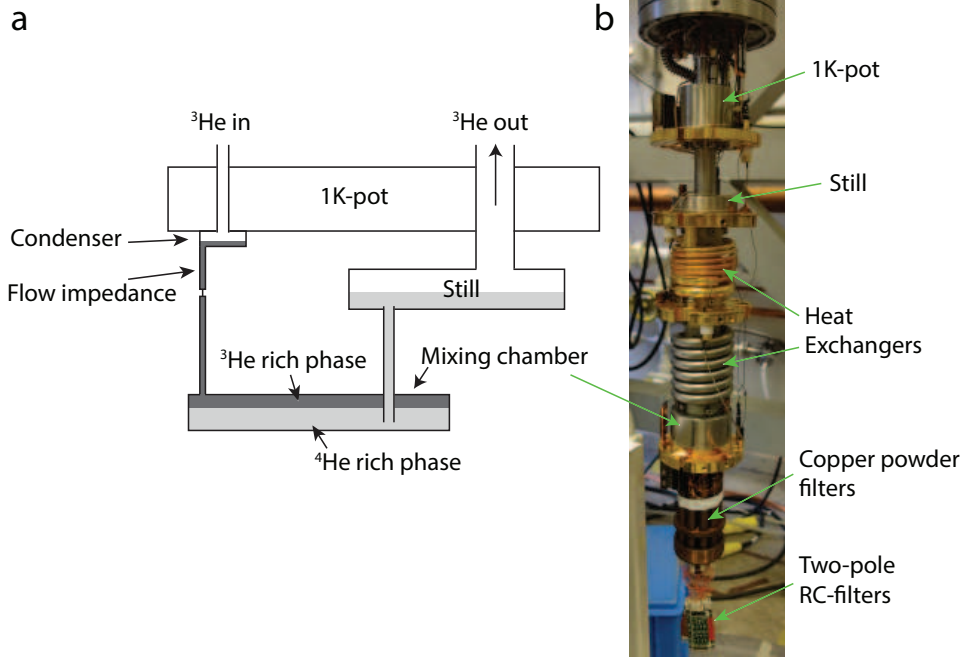 a
³He in
³He out
1K-pot
Condenser
Flow impedance
Still
³He rich phase
Mixing chamber
⁴He rich phase
b
1K-pot
Still
Heat
Exchangers
Copper powder
filters
Two-pole
RC-filters